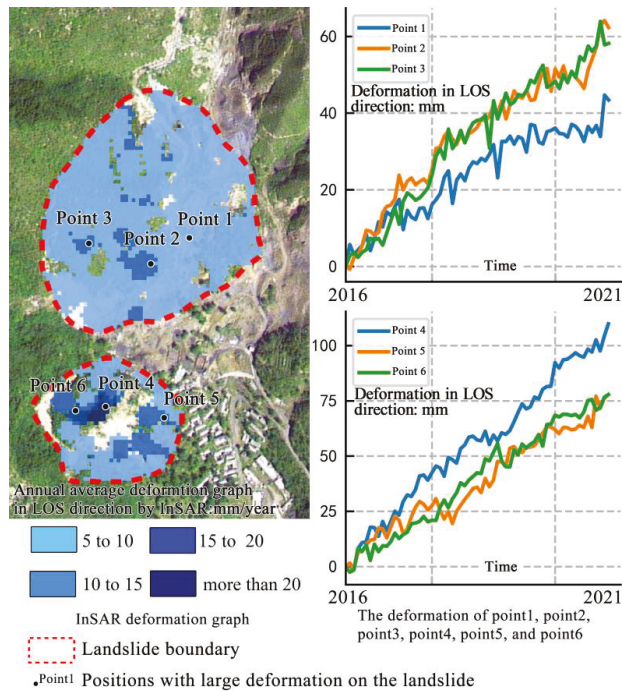 Point 3
Point 1
Point 2
Point 6
Point 4
Point 5
Annual average deformtion graph
in LOS direction by InSAR:mm/year
5 to 10
15 to 20
10 to 15
more than 20
InSAR deformation graph
Landslide boundary
Point1 Positions with large deformation on the landslide
60
40
20
0
Point 1
Point 2
Point 3
Deformation in LOS
direction: mm
Time
2016
2021
100
75
50
25
0
Point 4
Point 5
Point 6
Deformation in LOS
direction: mm
Time
2016
2021
The deformation of point1, point2,
point3, point4, point5, and point6